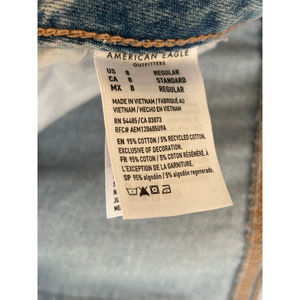 AMERICAN EAGLE
OUTFITTERS
US 8 REGULAR
CA 8 STANDARD
MX 8 REGULAR
MADE IN VIETNAM / FABRIQUÉ AU
VIETNAM / HECHO EN VIETNAM
RN 54485/CA 03873
RFC# AEM120605U9A
EN 95% COTTON / 5% RECYCLED COTTON.
EXCLUSIVE OF DECORATION.
FR 95% COTON / 5% COTON RÉGÉNÉRÉ, À
L'EXCEPTION DE LA GARNITURE.
SP 95% algodón / 5% algodón regenerado.